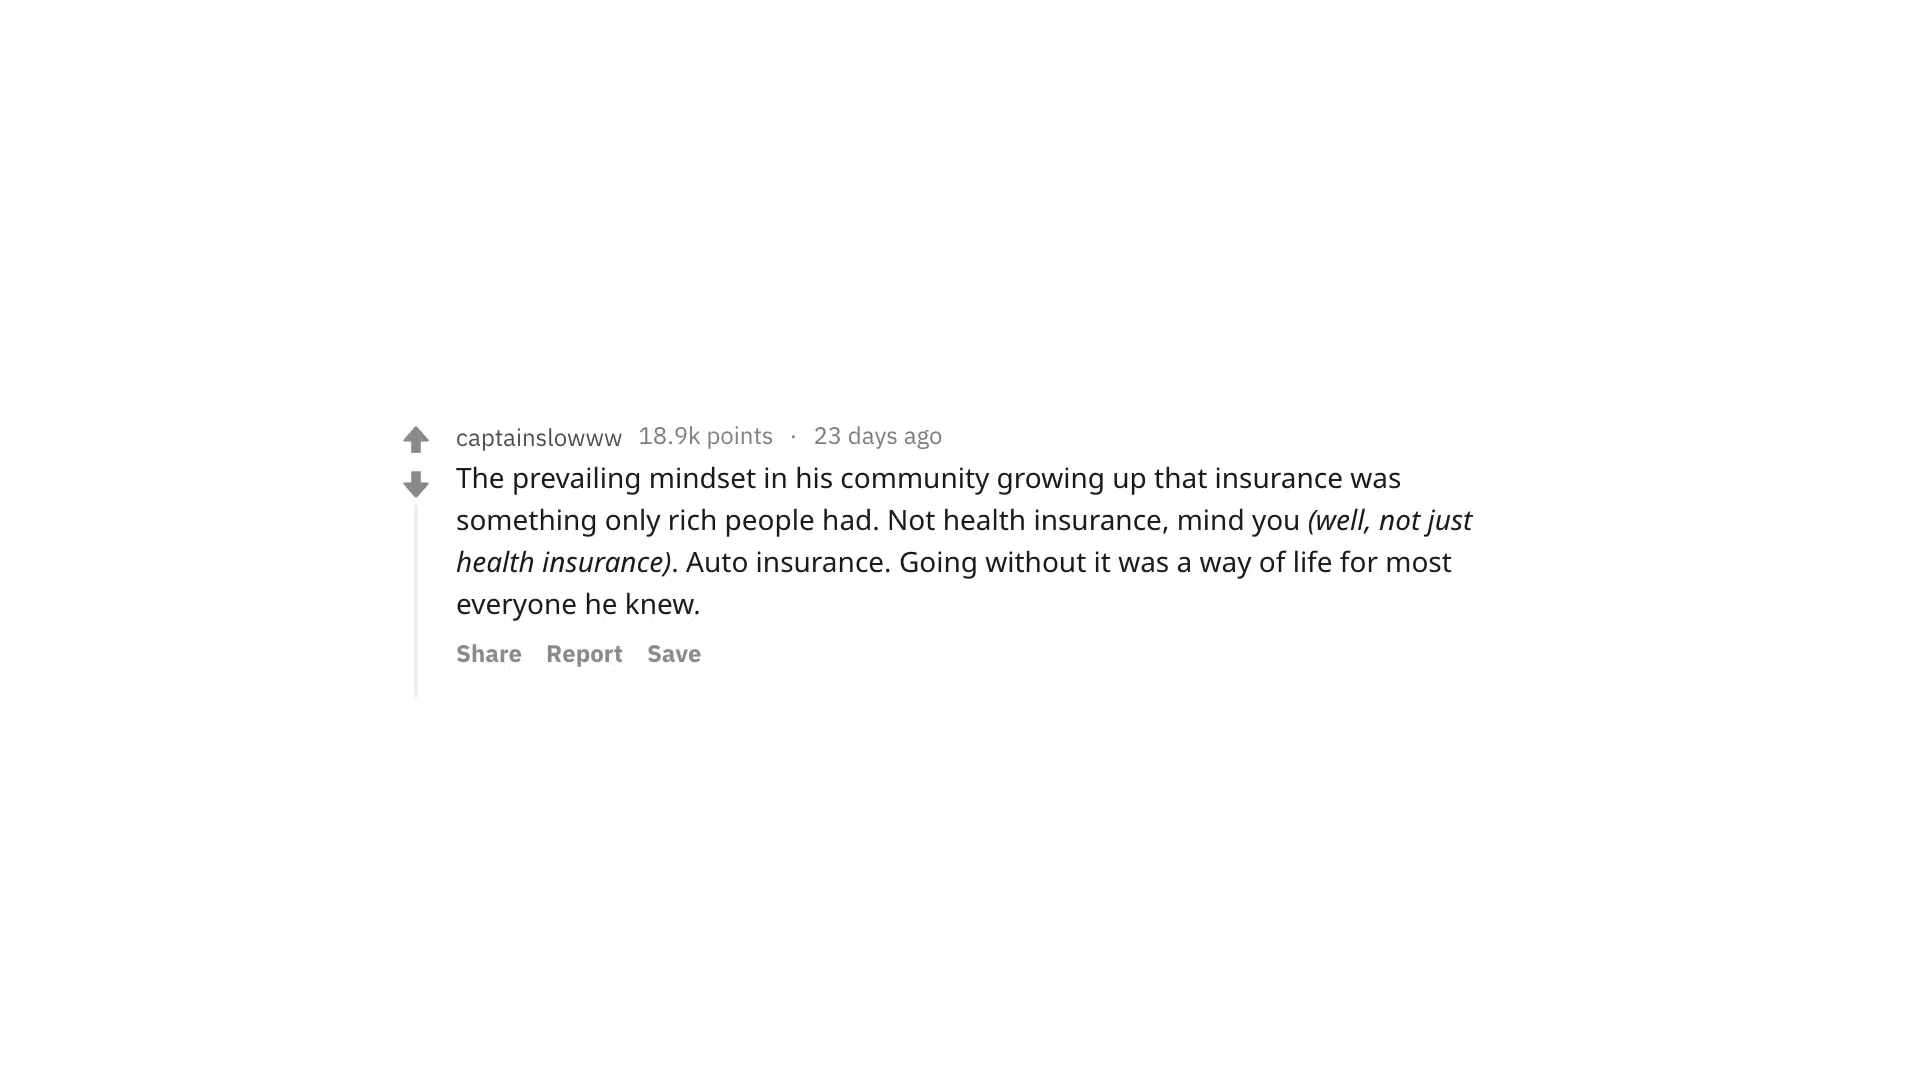 captainslowww 18.9k points · 23 days ago
The prevailing mindset in his community growing up that insurance was
something only rich people had. Not health insurance, mind you (well, not just
health insurance). Auto insurance. Going without it was a way of life for most
everyone he knew.
Share Report Save